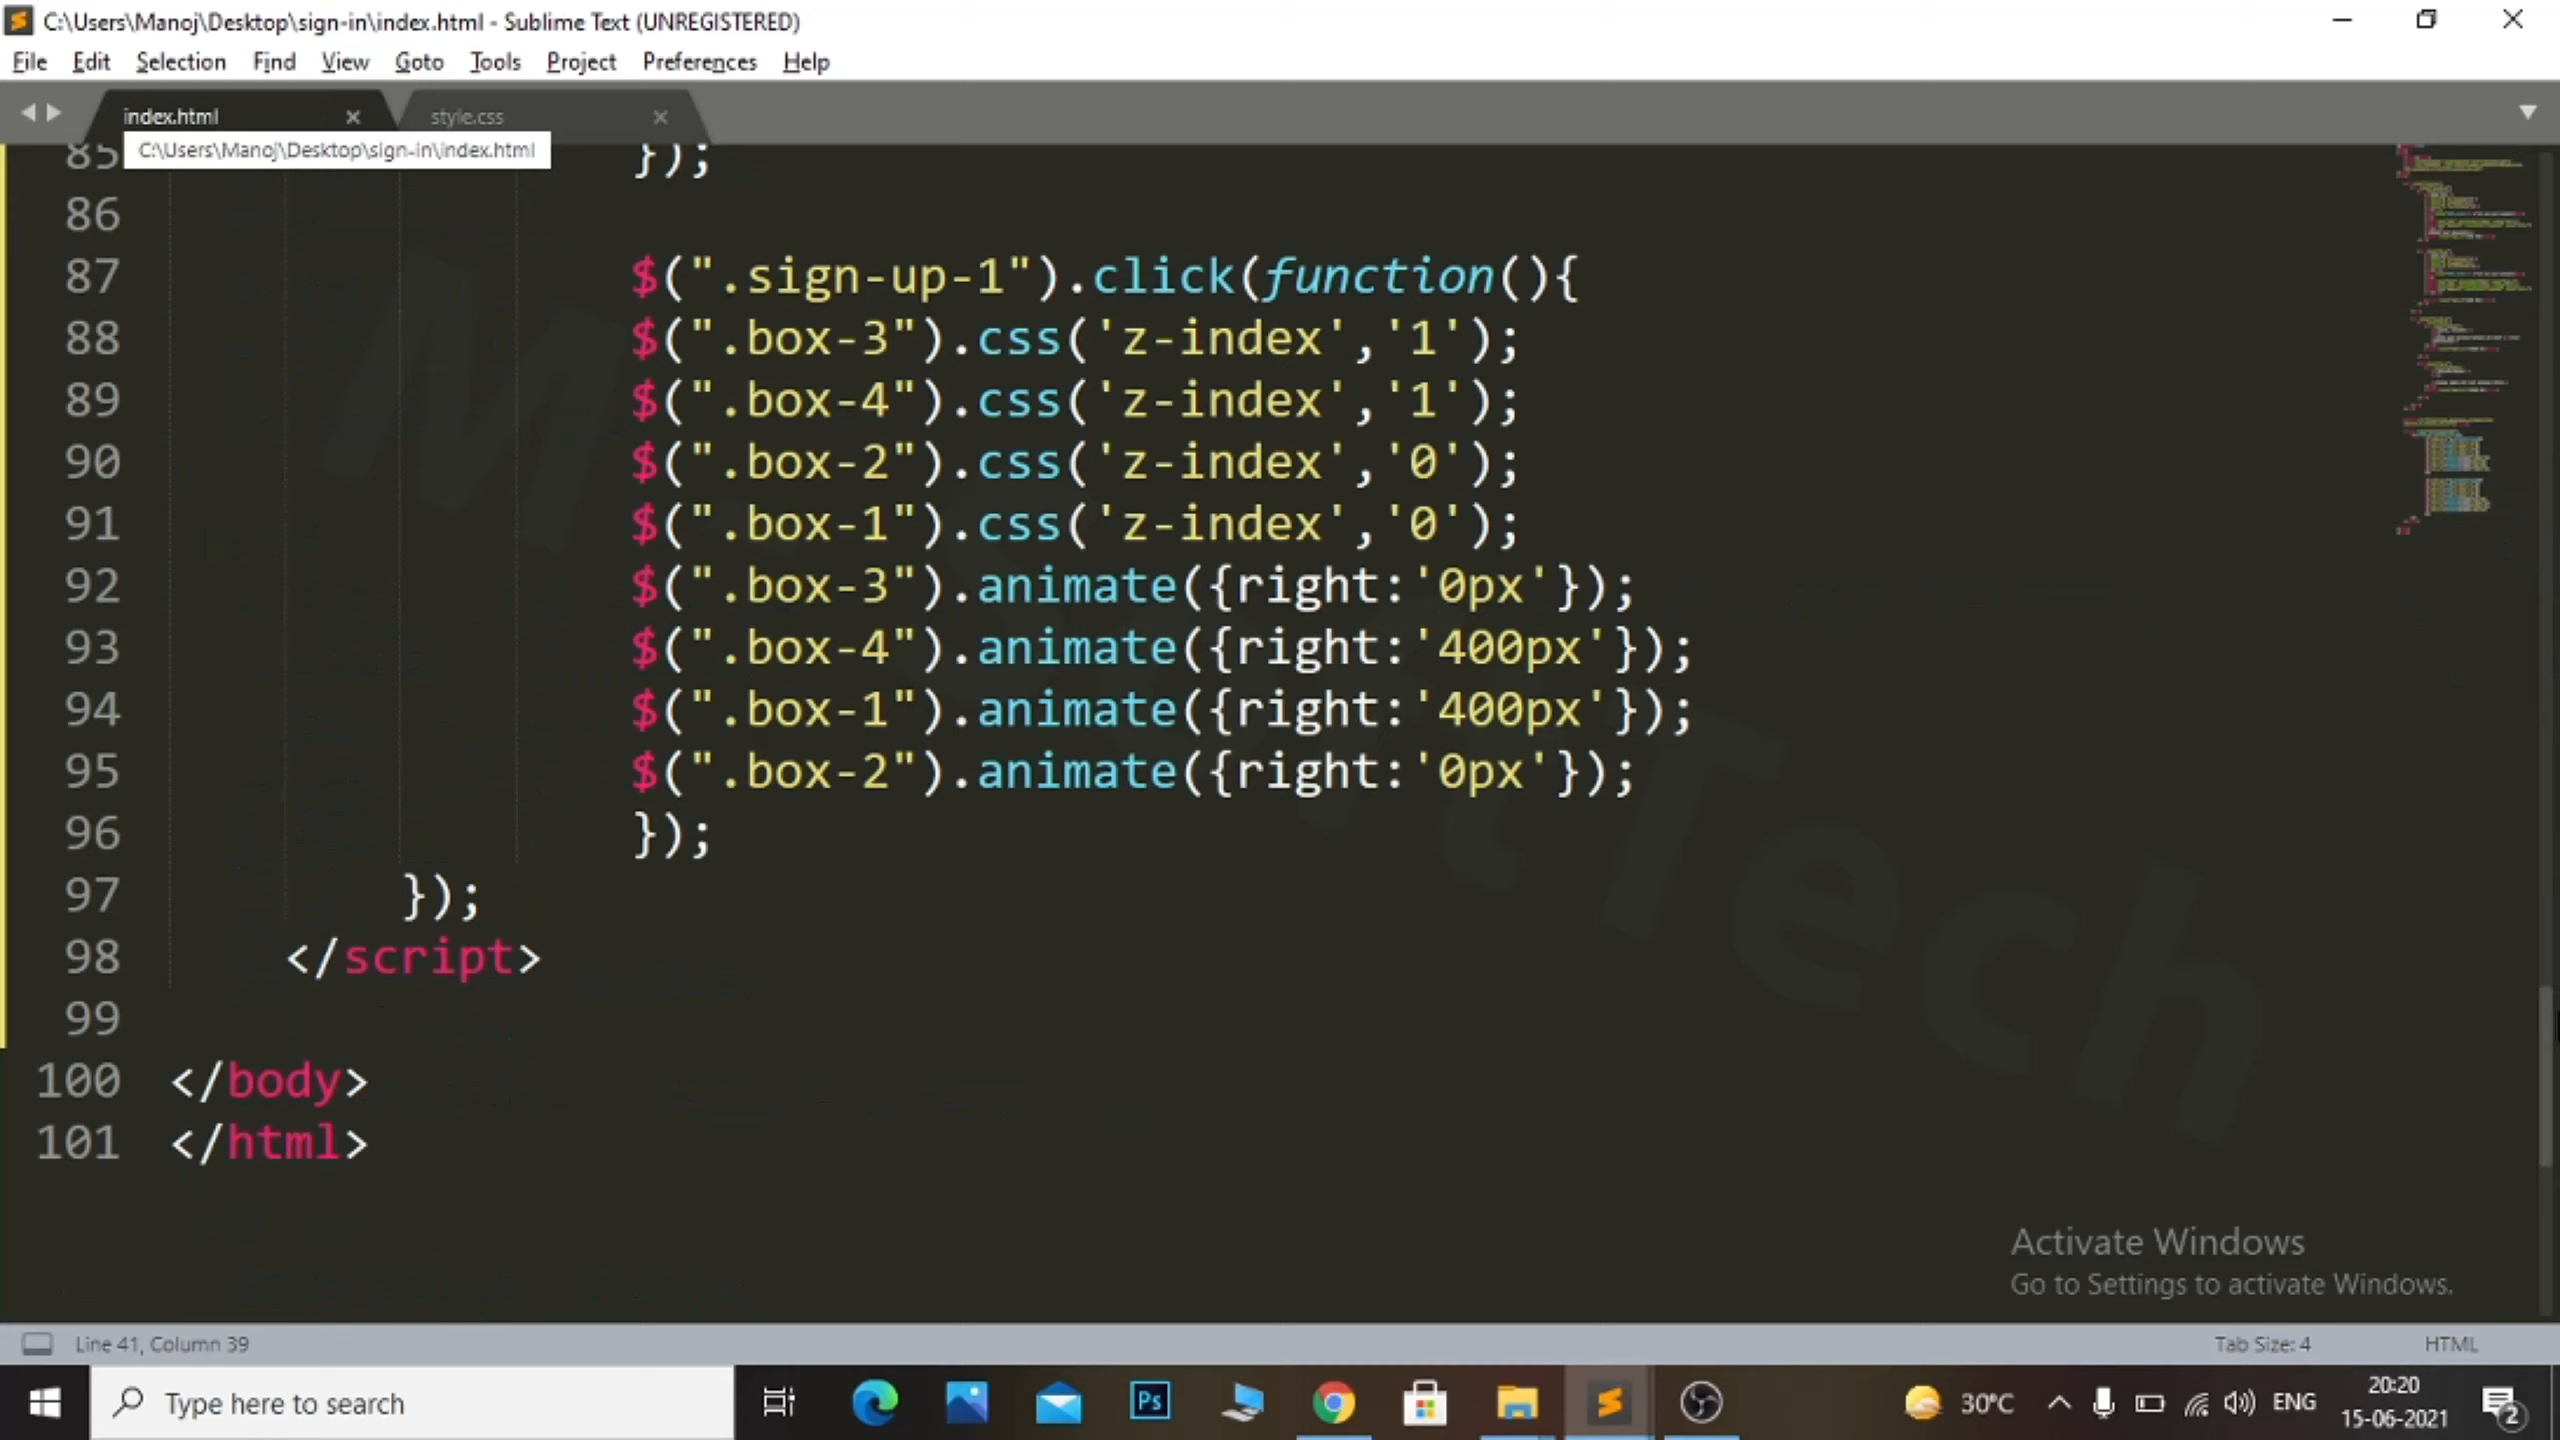 C:\Users\Manoj\Desktop\sign-in\index.html - Sublime Text (UNREGISTERED)
File Edit Selection Find View Goto Tools Project Preferences Help
index.html style.css
C:\Users\Manoj\Desktop\sign-in\index.html
85 });
86
87 $(".sign-up-1").click(function(){
88 $(".box-3").css('z-index','1');
89 $(".box-4").css('z-index','1');
90 $(".box-2").css('z-index','0');
91 $(".box-1").css('z-index','0');
92 $(".box-3").animate({right:'0px'});
93 $(".box-4").animate({right:'400px'});
94 $(".box-1").animate({right:'400px'});
95 $(".box-2").animate({right:'0px'});
96 });
97 });
98 </script>
99
100 </body>
101 </html>
Activate Windows
Go to Settings to activate Windows.
Line 41, Column 39 Tab Size: 4 HTML
Type here to search Ps 30°C ENG 20:20
15-06-2021 2